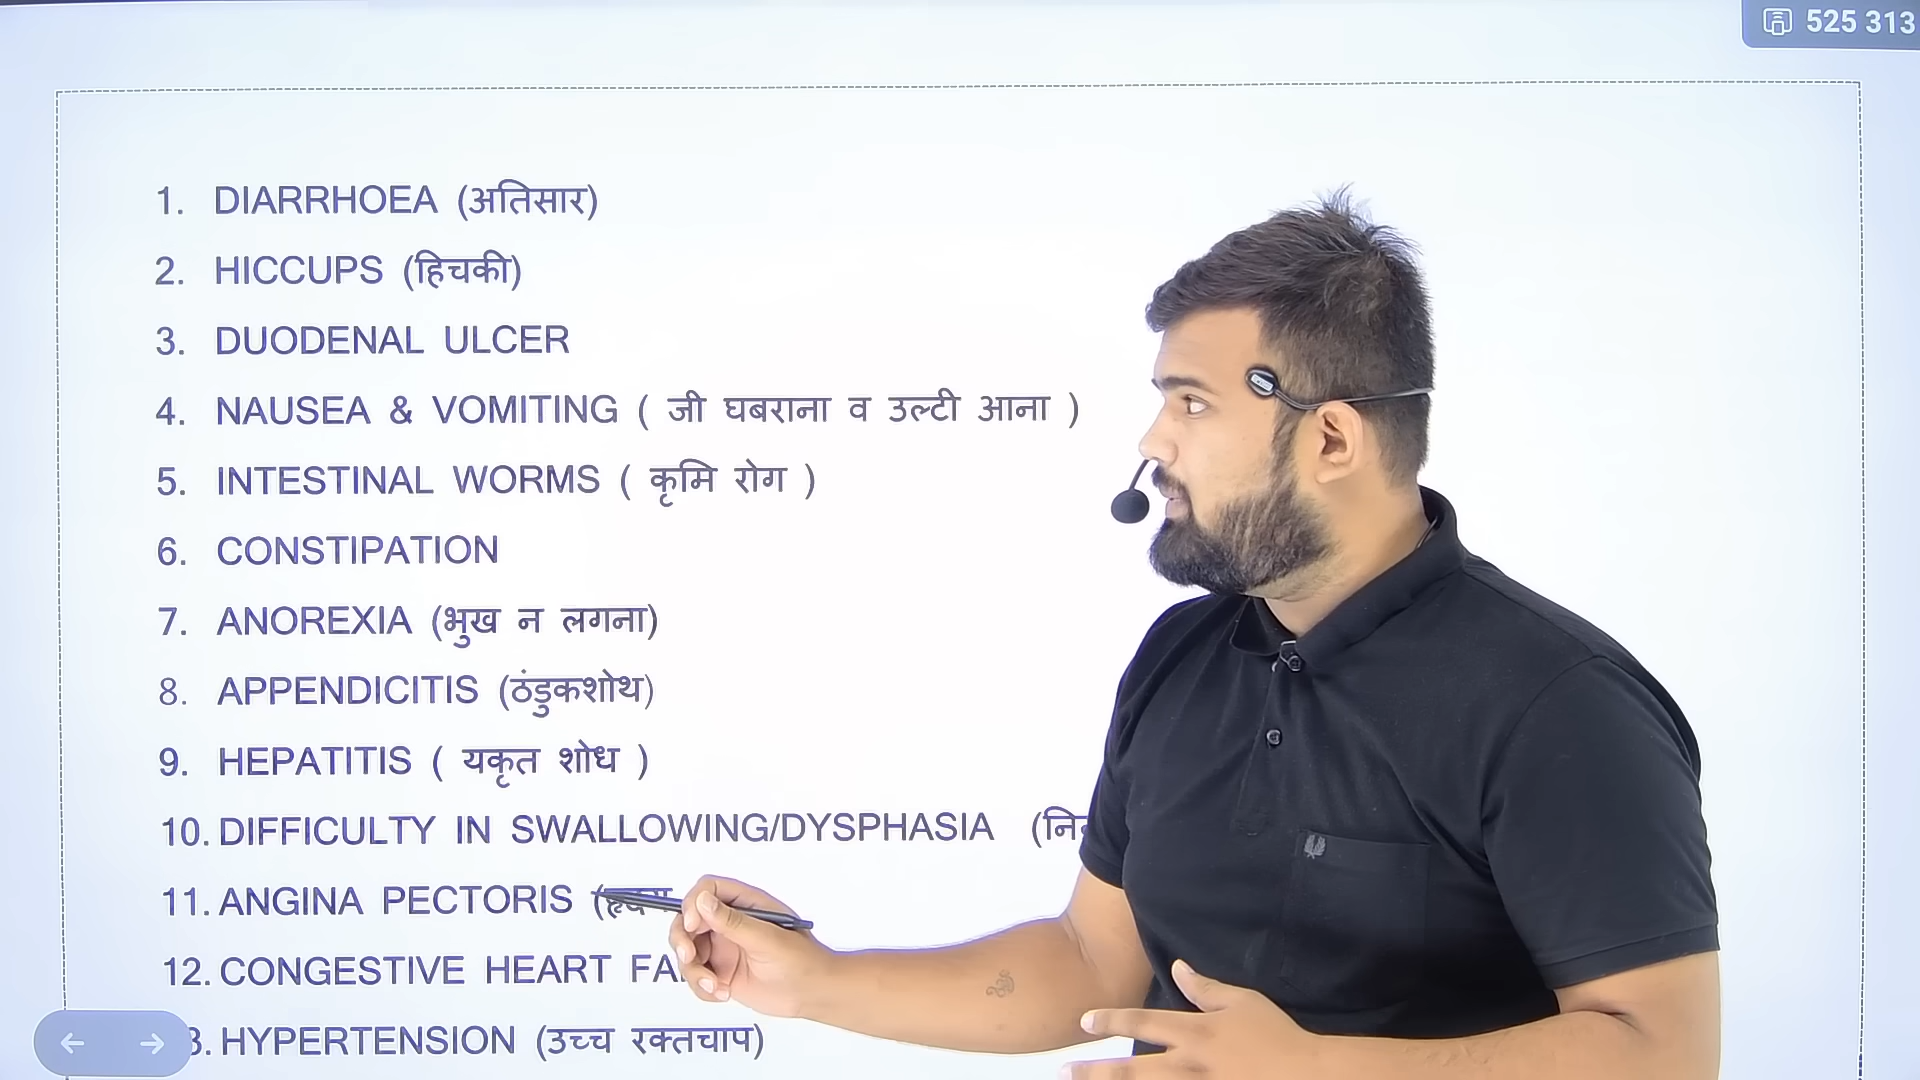 525 313
1. DIARRHOEA (अतिसार)
2. HICCUPS (हिचकी)
3. DUODENAL ULCER
4. NAUSEA & VOMITING ( जी घबराना व उल्टी आना )
5. INTESTINAL WORMS ( कृमि रोग )
6. CONSTIPATION
7. ANOREXIA (भुख न लगना)
8. APPENDICITIS (ठंडुकशोथ)
9. HEPATITIS ( यकृत शोध )
10. DIFFICULTY IN SWALLOWING/DYSPHASIA
11. ANGINA PECTORIS (हृदय
12. CONGESTIVE HEART
3. HYPERTENSION (उच्च रक्तचाप)